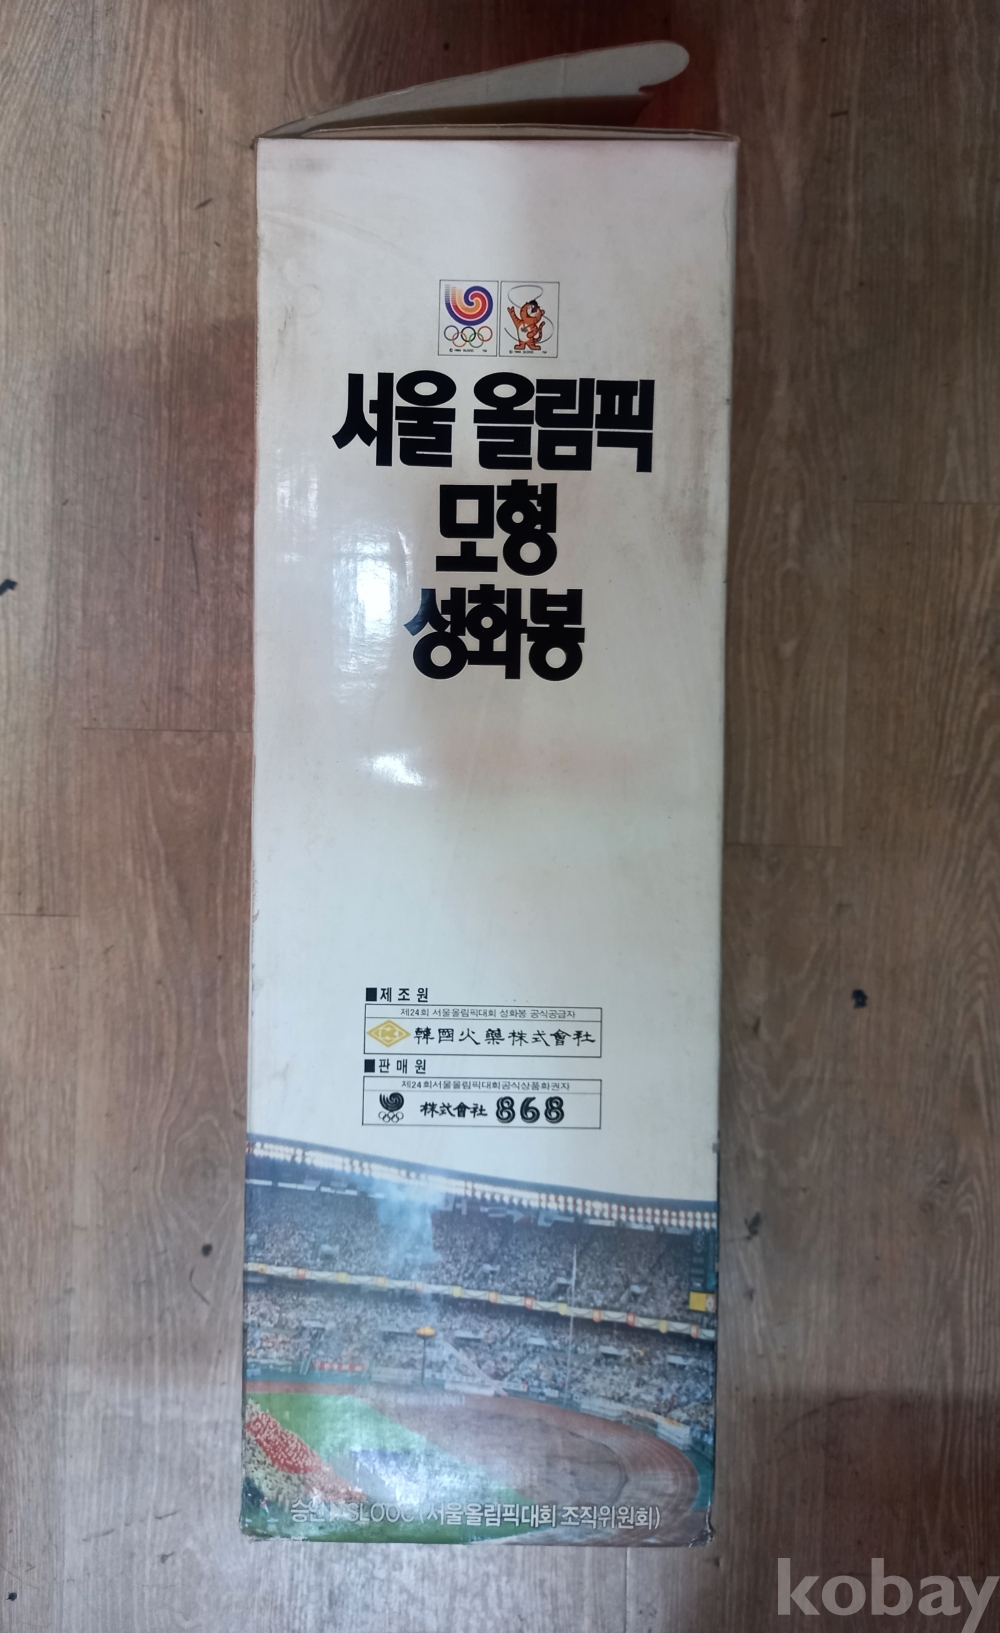 서울 올림픽
모형
성화봉
■제조원
제24회 서울올림픽대회 성화봉 공식공급자
韓國火藥株式會社
■판매원
제24회서울올림픽대회공식상품화권자
株式會社 868
SLOOC (서울올림픽대회 조직위원회)
kobay